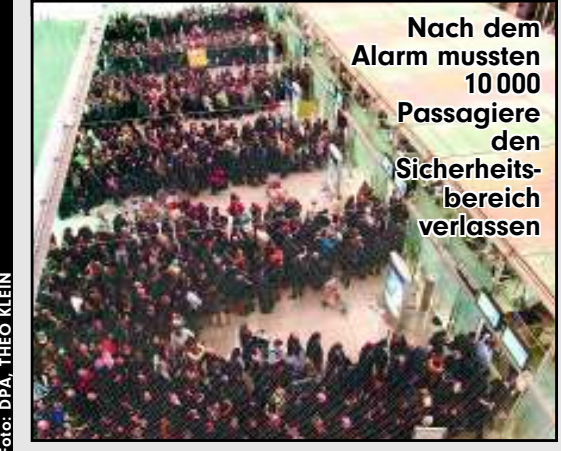 Nach dem
Alarm mussten
10 000
Passagiere
den
Sicherheits-
bereich
verlassen
Foto: DPA, THEO KLEIN